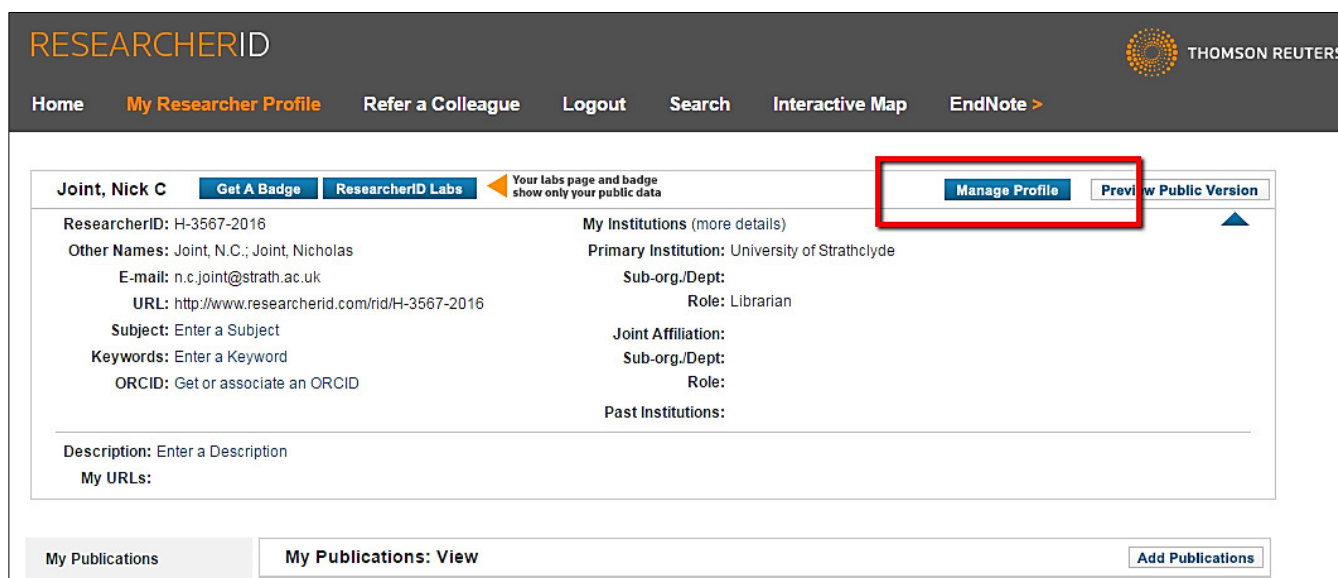 RESEARCHERID
THOMSON REUTERS
Home My Researcher Profile Refer a Colleague Logout Search Interactive Map EndNote >
Joint, Nick C Get A Badge ResearcherID Labs Your labs page and badge
show only your public data
Manage Profile Preview Public Version
ResearcherID: H-3567-2016
Other Names: Joint, N.C.; Joint, Nicholas
E-mail: n.c.joint@strath.ac.uk
URL: http://www.researcherid.com/rid/H-3567-2016
Subject: Enter a Subject
Keywords: Enter a Keyword
ORCID: Get or associate an ORCID
My Institutions (more details)
Primary Institution: University of Strathclyde
Sub-org./Dept:
Role: Librarian
Joint Affiliation:
Sub-org./Dept:
Role:
Past Institutions:
Description: Enter a Description
My URLs:
My Publications
My Publications: View
Add Publications